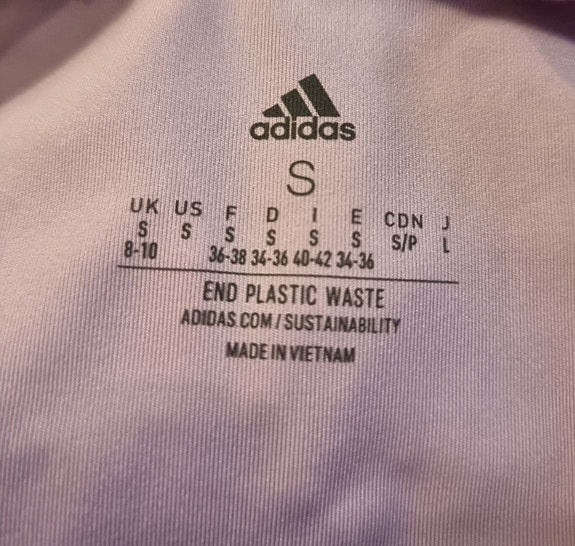 adidas
S
UK US F D I E CDN J
S S S S S S S/P L
8-10 36-38 34-36 40-42 34-36
END PLASTIC WASTE
ADIDAS.COM/SUSTAINABILITY
MADE IN VIETNAM